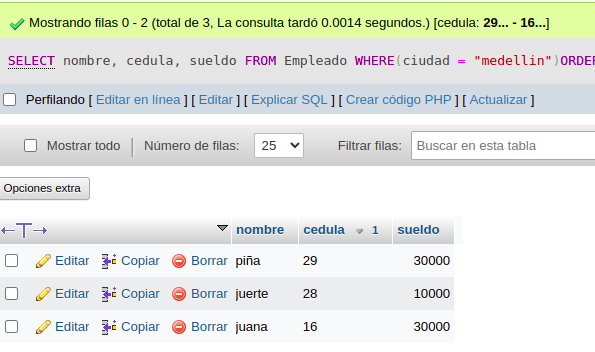 Mostrando filas 0 - 2 (total de 3, La consulta tardó 0.0014 segundos.) [cedula: 29... - 16...]
SELECT nombre, cedula, sueldo FROM Empleado WHERE(ciudad = "medellin")ORDER
Perfilando [ Editar en línea ] [ Editar ] [ Explicar SQL ] [ Crear código PHP ] [ Actualizar ]
Mostrar todo Número de filas: 25 Filtrar filas: Buscar en esta tabla
Opciones extra
←T→ nombre cedula 1 sueldo
Editar Copiar Borrar piña 29 30000
Editar Copiar Borrar juerte 28 10000
Editar Copiar Borrar juana 16 30000